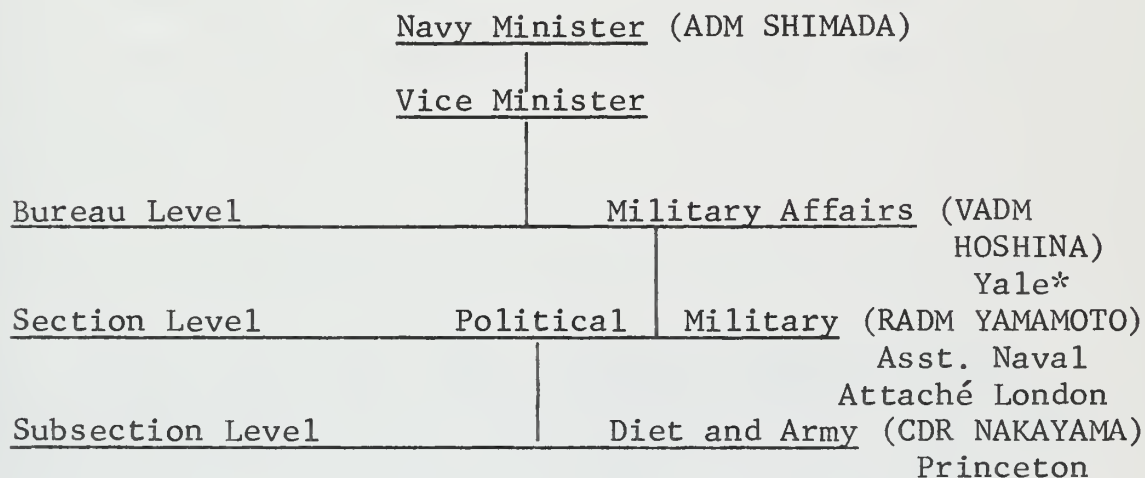 Navy Minister (ADM SHIMADA)
Vice Minister
Bureau Level Military Affairs (VADM
HOSHINA)
Yale*
Section Level Political Military (RADM YAMAMOTO)
Asst. Naval
Attaché London
Subsection Level Diet and Army (CDR NAKAYAMA)
Princeton